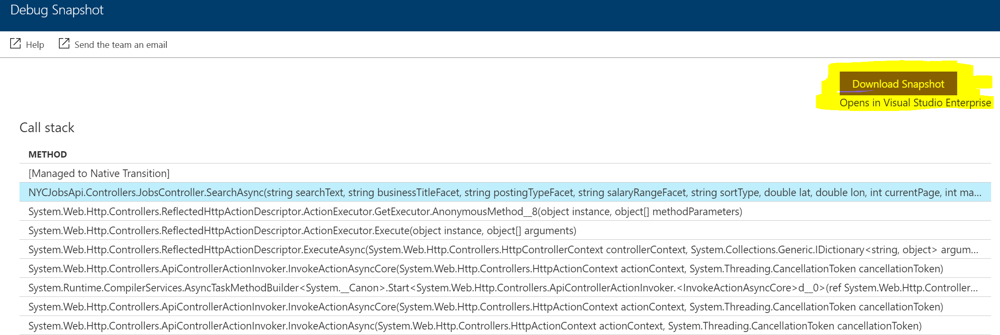 Debug Snapshot
Help Send the team an email
Download Snapshot
Opens in Visual Studio Enterprise
Call stack
METHOD
[Managed to Native Transition]
NYCJobsApi.Controllers.JobsController.SearchAsync(string searchText, string businessTitleFacet, string postingTypeFacet, string salaryRangeFacet, string sortType, double lat, double lon, int currentPage, int ma...
System.Web.Http.Controllers.ReflectedHttpActionDescriptor.ActionExecutor.GetExecutor.AnonymousMethod__8(object instance, object[] methodParameters)
System.Web.Http.Controllers.ReflectedHttpActionDescriptor.ActionExecutor.Execute(object instance, object[] arguments)
System.Web.Http.Controllers.ReflectedHttpActionDescriptor.ExecuteAsync(System.Web.Http.Controllers.HttpControllerContext controllerContext, System.Collections.Generic.IDictionary<string, object> argum...
System.Web.Http.Controllers.ApiControllerActionInvoker.InvokeActionAsyncCore(System.Web.Http.Controllers.HttpActionContext actionContext, System.Threading.CancellationToken cancellationToken)
System.Runtime.CompilerServices.AsyncTaskMethodBuilder<System.__Canon>.Start<System.Web.Http.Controllers.ApiControllerActionInvoker.<InvokeActionAsyncCore>d__0>(ref System.Web.Http.Controller...
System.Web.Http.Controllers.ApiControllerActionInvoker.InvokeActionAsyncCore(System.Web.Http.Controllers.HttpActionContext actionContext, System.Threading.CancellationToken cancellationToken)
System.Web.Http.Controllers.ApiControllerActionInvoker.InvokeActionAsync(System.Web.Http.Controllers.HttpActionContext actionContext, System.Threading.CancellationToken cancellationToken)